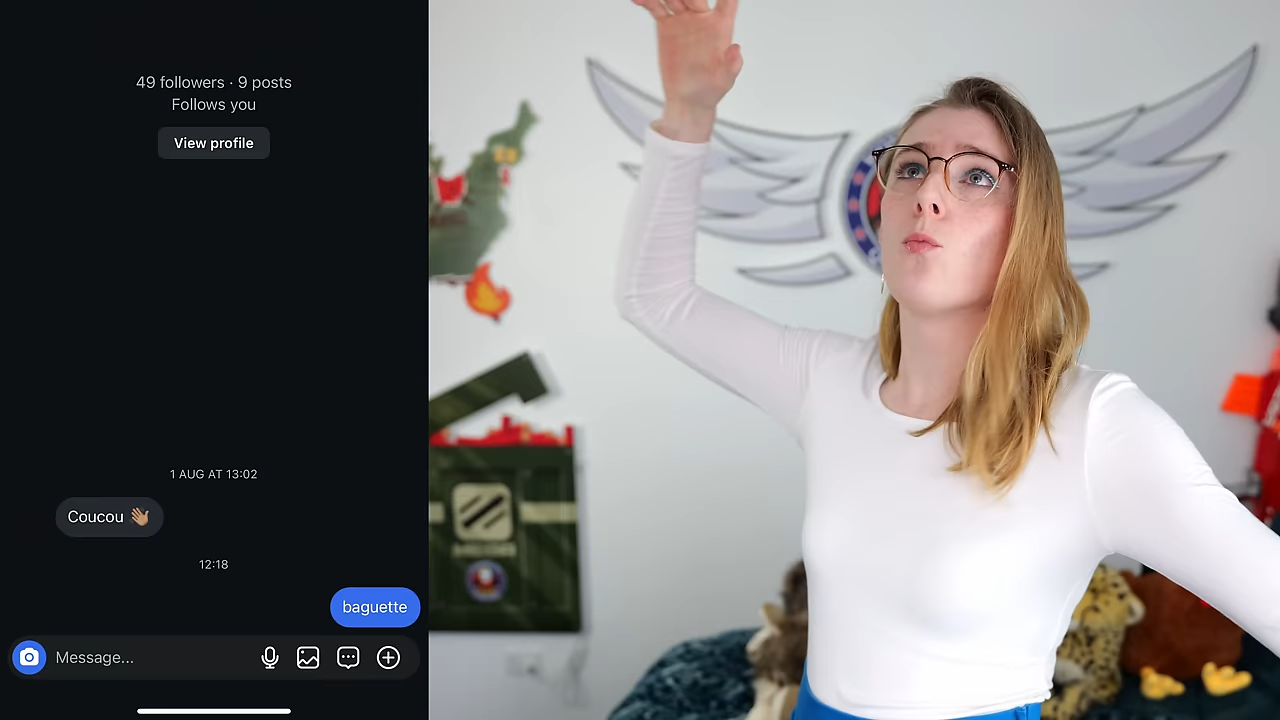 49 followers · 9 posts
Follows you
View profile
1 AUG AT 13:02
Coucou 👋🏽
12:18
baguette
Message...